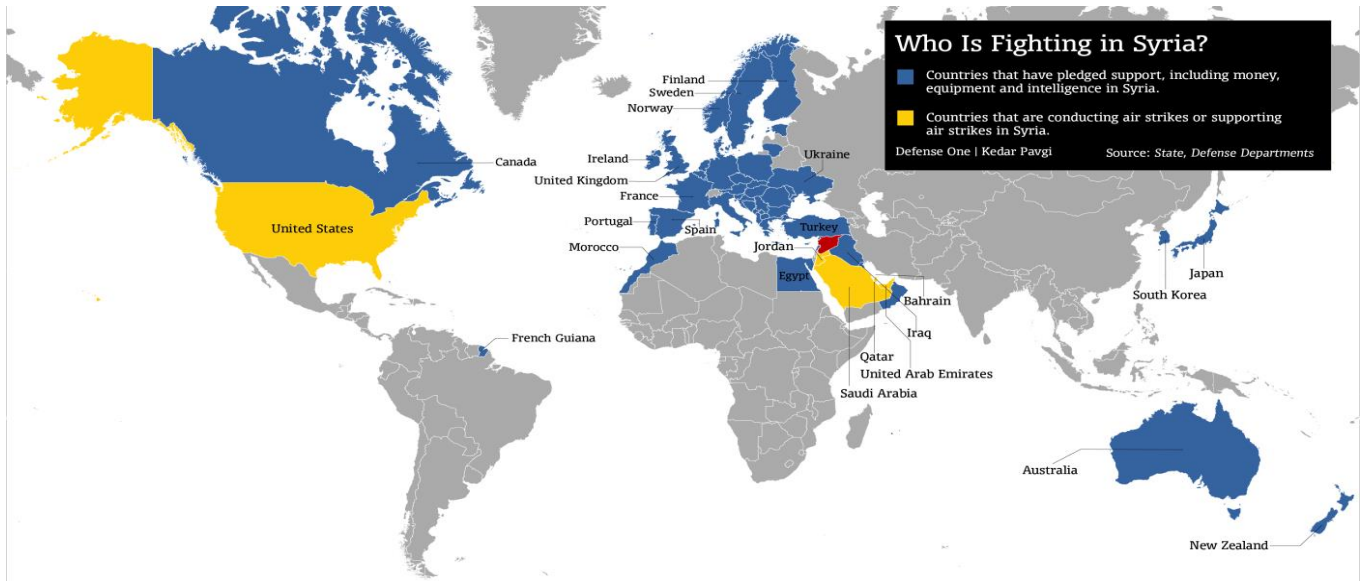 Who Is Fighting in Syria?
Countries that have pledged support, including money,
equipment and intelligence in Syria.
Countries that are conducting air strikes or supporting
air strikes in Syria.
Defense One | Kedar Pavgi
Source: State, Defense Departments
Finland
Sweden
Norway
Canada
Ireland
Ukraine
United Kingdom
France
United States
Portugal
Spain
Turkey
Morocco
Jordan
Egypt
Japan
South Korea
Bahrain
Iraq
French Guiana
Qatar
United Arab Emirates
Saudi Arabia
Australia
New Zealand